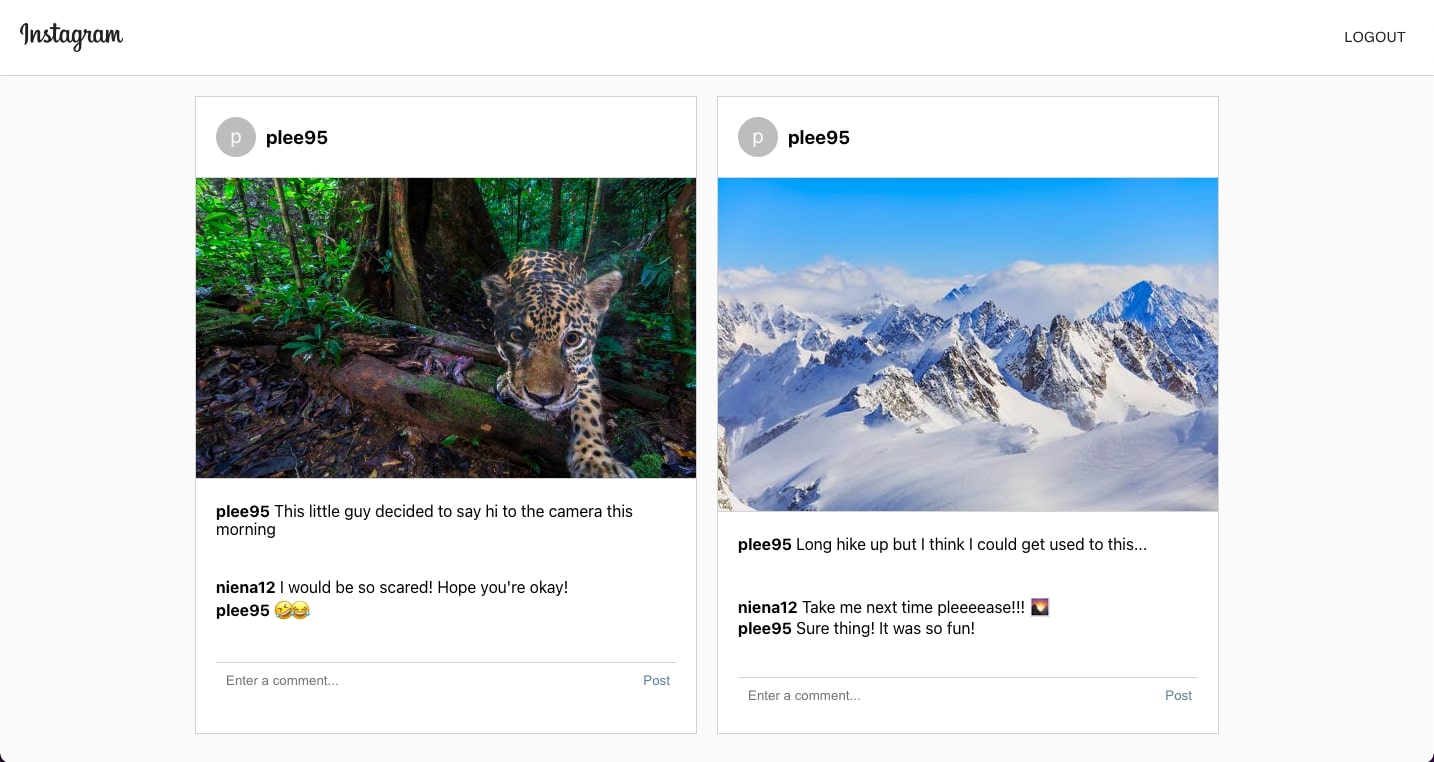 Instagram
LOGOUT
p plee95
plee95 This little guy decided to say hi to the camera this
morning
niena12 I would be so scared! Hope you're okay!
plee95 🤣😂
Enter a comment... Post
p plee95
plee95 Long hike up but I think I could get used to this...
niena12 Take me next time pleeeease!!! 🌄
plee95 Sure thing! It was so fun!
Enter a comment... Post